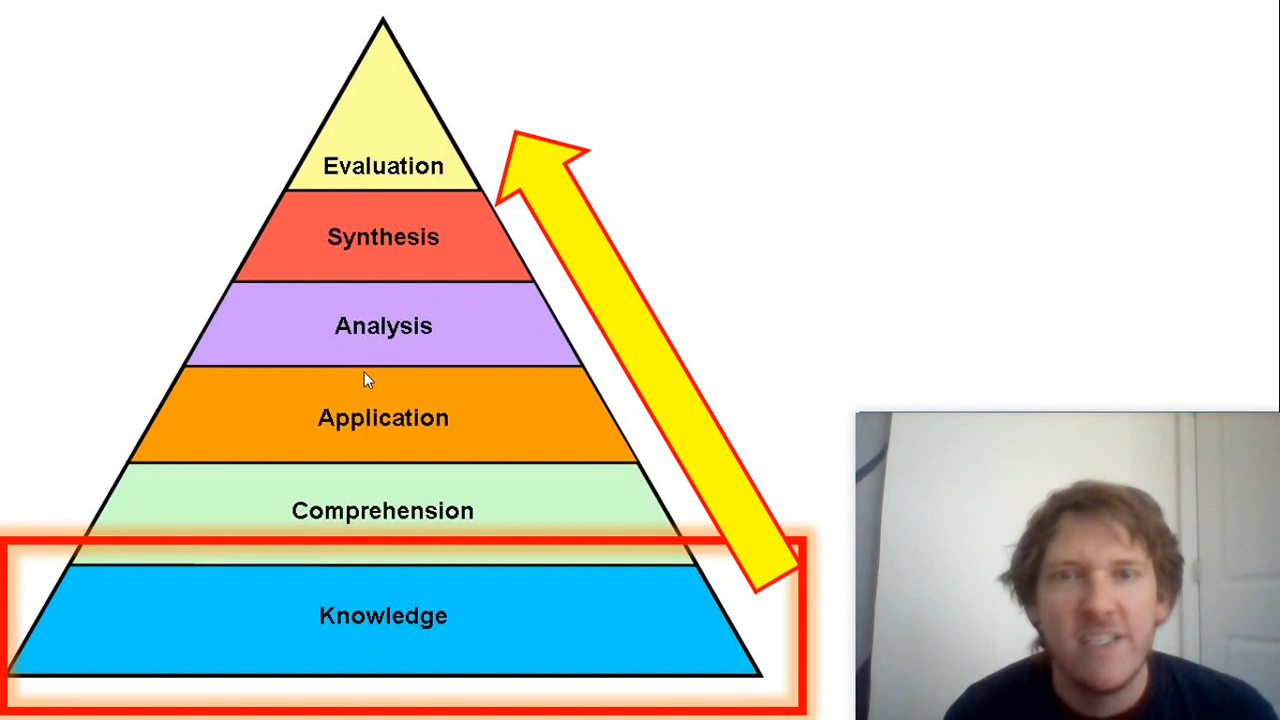 Evaluation
Synthesis
Analysis
Application
Comprehension
Knowledge